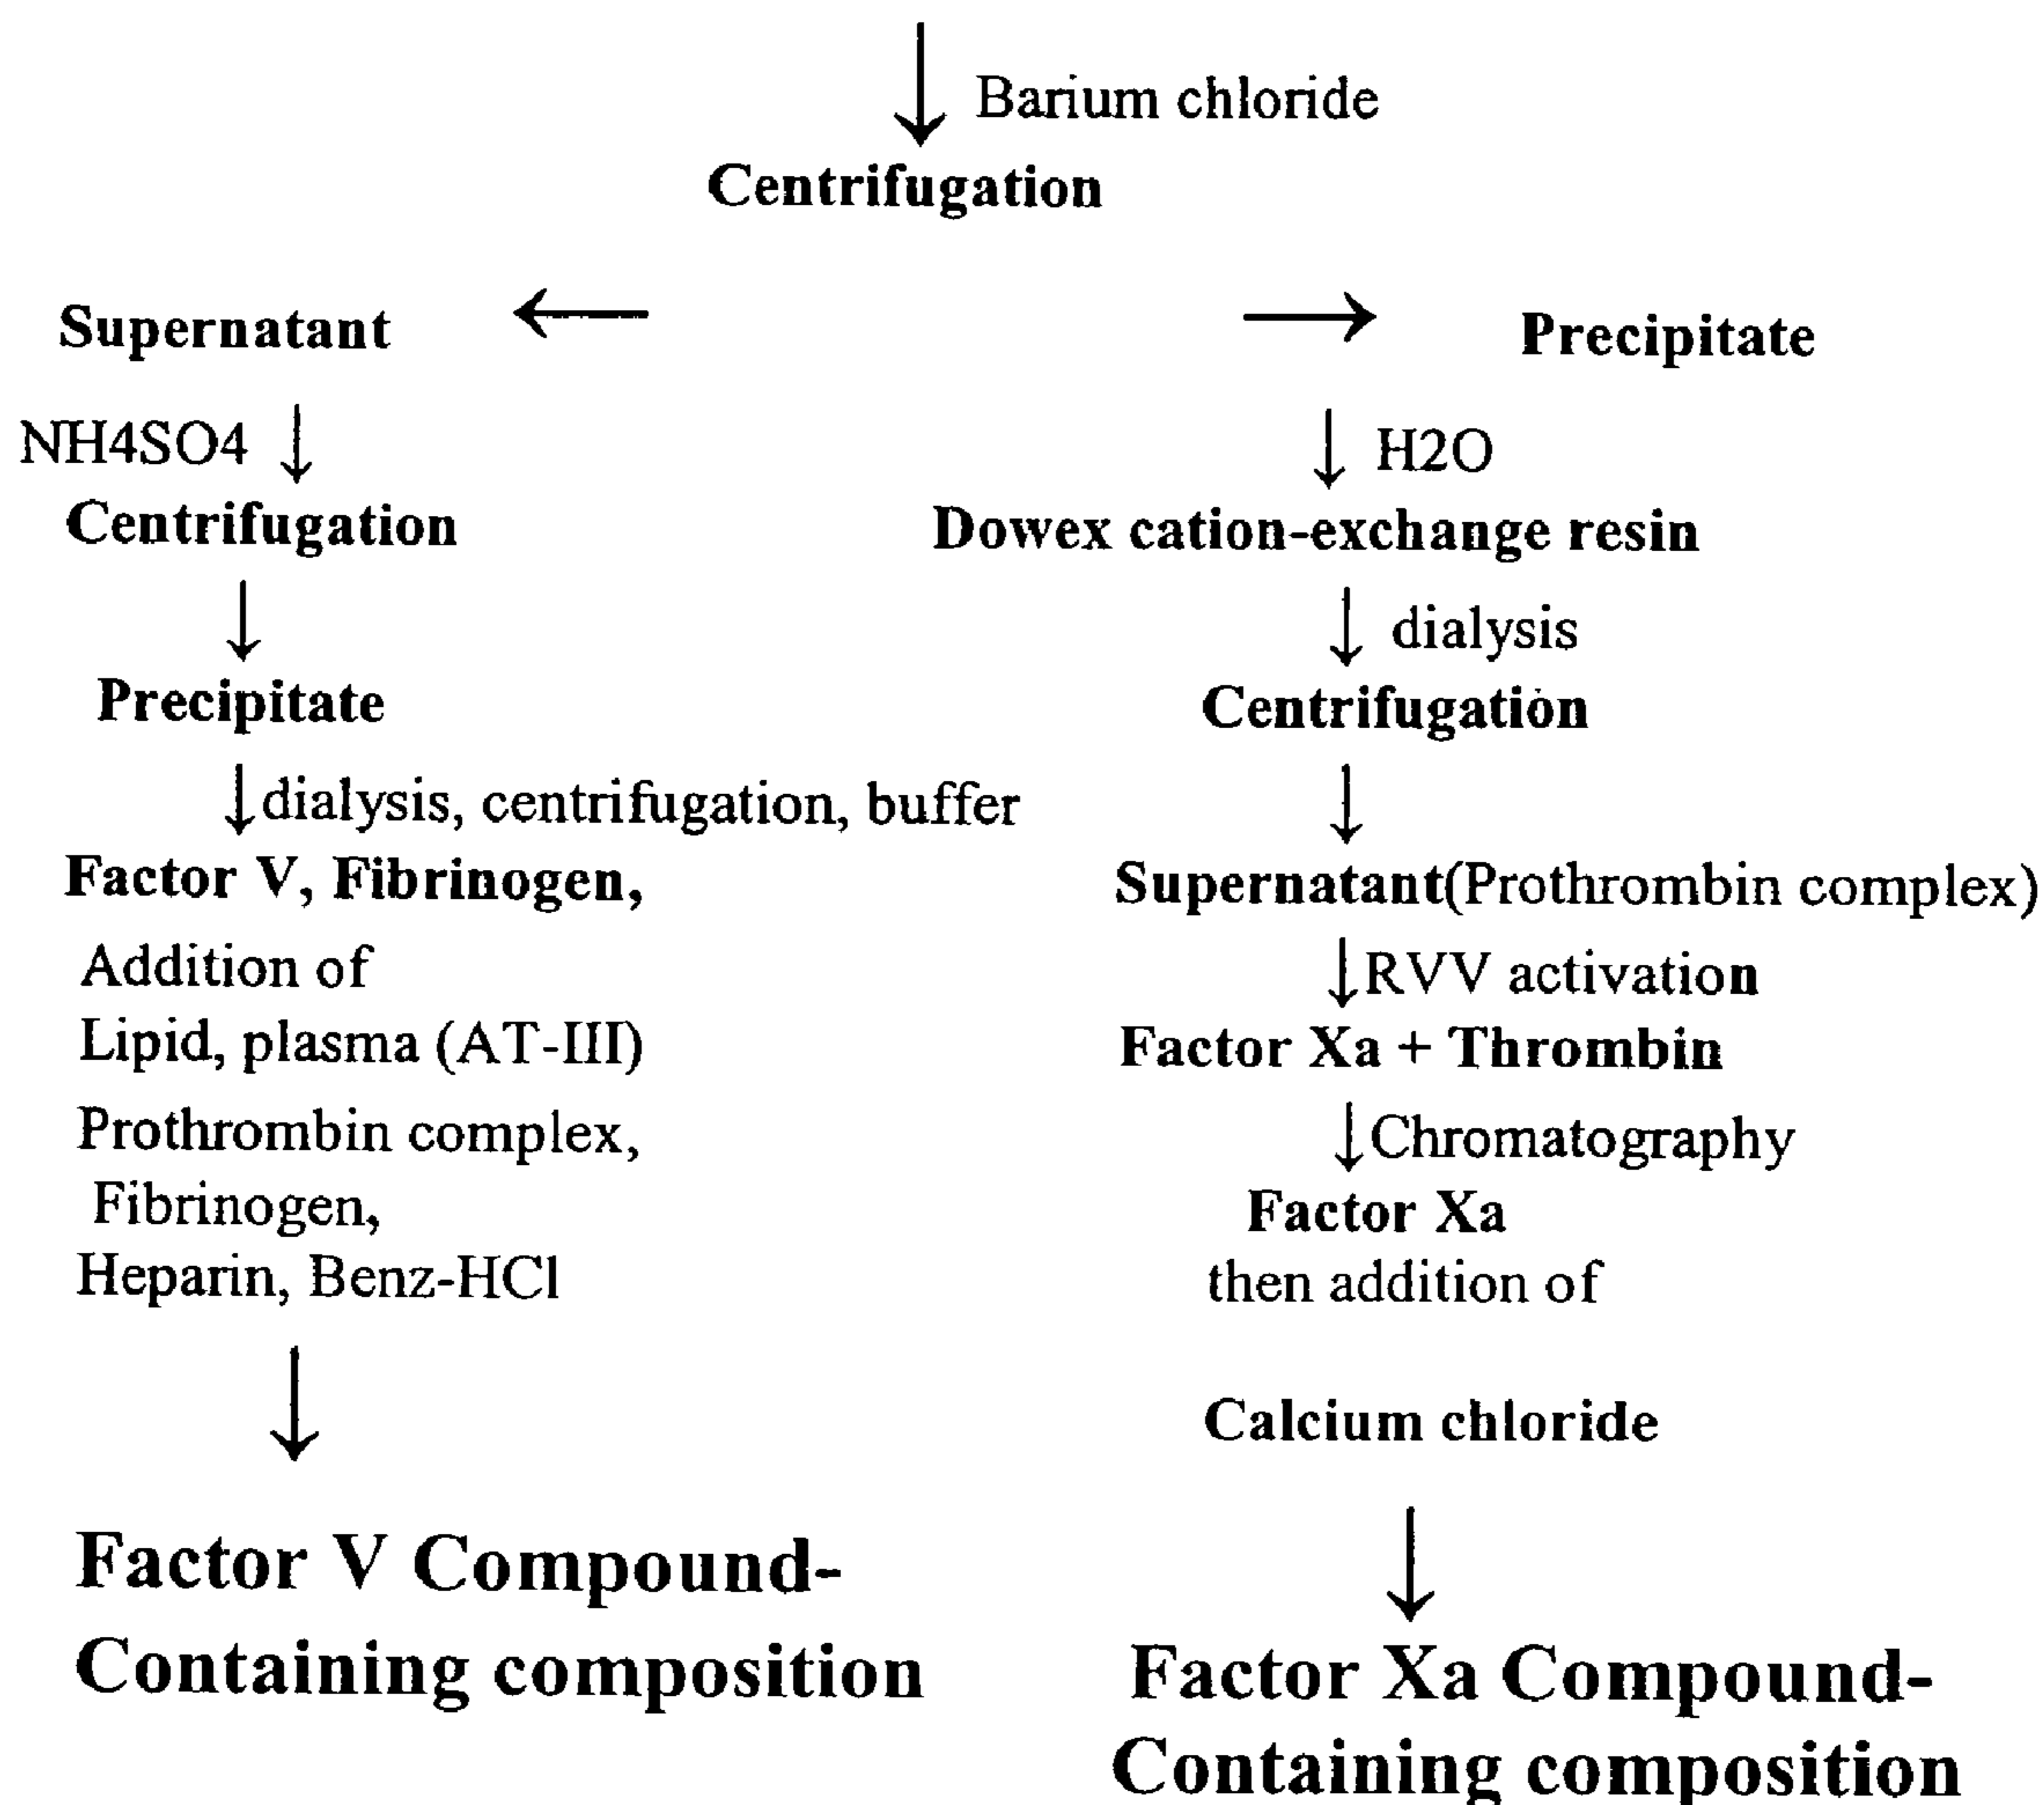 Barium chloride
Centrifugation
Supernatant
Precipitate
NH4SO4
H2O
Centrifugation
Dowex cation-exchange resin
dialysis
Precipitate
Centrifugation
dialysis, centrifugation, buffer
Factor V, Fibrinogen,
Supernatant(Prothrombin complex)
Addition of
RVV activation
Lipid, plasma (AT-III)
Factor Xa + Thrombin
Prothrombin complex,
Chromatography
Fibrinogen,
Factor Xa
Heparin, Benz-HCl
then addition of
Calcium chloride
Factor V Compound-
Containing composition
Factor Xa Compound-
Containing composition